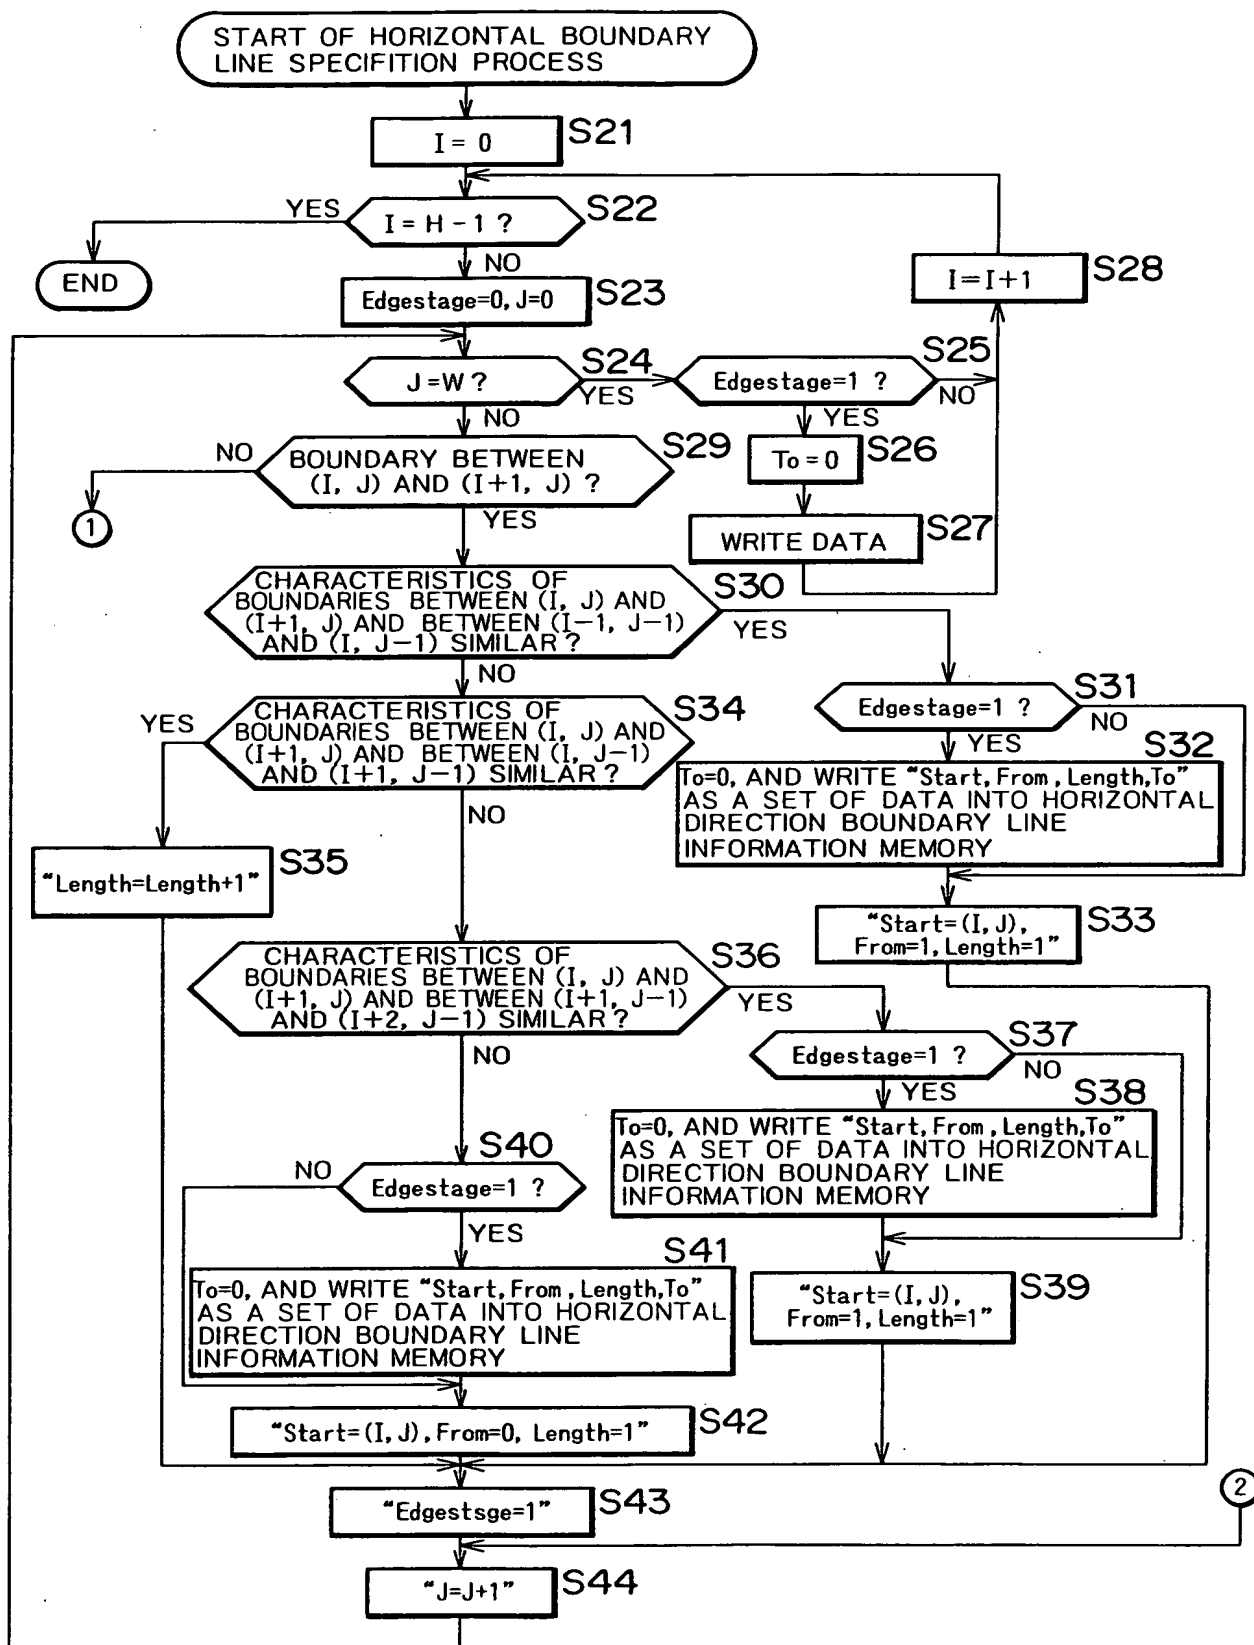 START OF HORIZONTAL BOUNDARY
LINE SPECIFITION PROCESS
I = 0
S21
YES
I = H - 1 ?
S22
END
NO
Edgestage=0, J=0
S23
I=I+1
S28
J=W ?
S24
YES
Edgestage=1 ?
S25
NO
NO
YES
NO
BOUNDARY BETWEEN
(I, J) AND (I+1, J) ?
S29
To=0
S26
1
YES
WRITE DATA
S27
CHARACTERISTICS OF
BOUNDARIES BETWEEN (I, J) AND
(I+1, J) AND BETWEEN (I-1, J-1)
AND (I, J-1) SIMILAR ?
S30
YES
NO
Edgestage=1 ?
S31
NO
YES
YES
CHARACTERISTICS OF
BOUNDARIES BETWEEN (I, J) AND
(I+1, J) AND BETWEEN (I, J-1)
AND (I+1, J-1) SIMILAR ?
S34
NO
S32
To=0, AND WRITE "Start, From, Length, To"
AS A SET OF DATA INTO HORIZONTAL
DIRECTION BOUNDARY LINE
INFORMATION MEMORY
"Length=Length+1"
S35
"Start=(I, J),
From=1, Length=1"
S33
CHARACTERISTICS OF
BOUNDARIES BETWEEN (I, J) AND
(I+1, J) AND BETWEEN (I+1, J-1)
AND (I+2, J-1) SIMILAR ?
S36
YES
NO
Edgestage=1 ?
S37
NO
YES
S38
To=0, AND WRITE "Start, From, Length, To"
AS A SET OF DATA INTO HORIZONTAL
DIRECTION BOUNDARY LINE
INFORMATION MEMORY
S40
NO
Edgestage=1 ?
YES
S41
To=0, AND WRITE "Start, From, Length, To"
AS A SET OF DATA INTO HORIZONTAL
DIRECTION BOUNDARY LINE
INFORMATION MEMORY
"Start=(I, J),
From=1, Length=1"
S39
"Start=(I, J), From=0, Length=1"
S42
"Edgestsge=1"
S43
2
"J=J+1"
S44